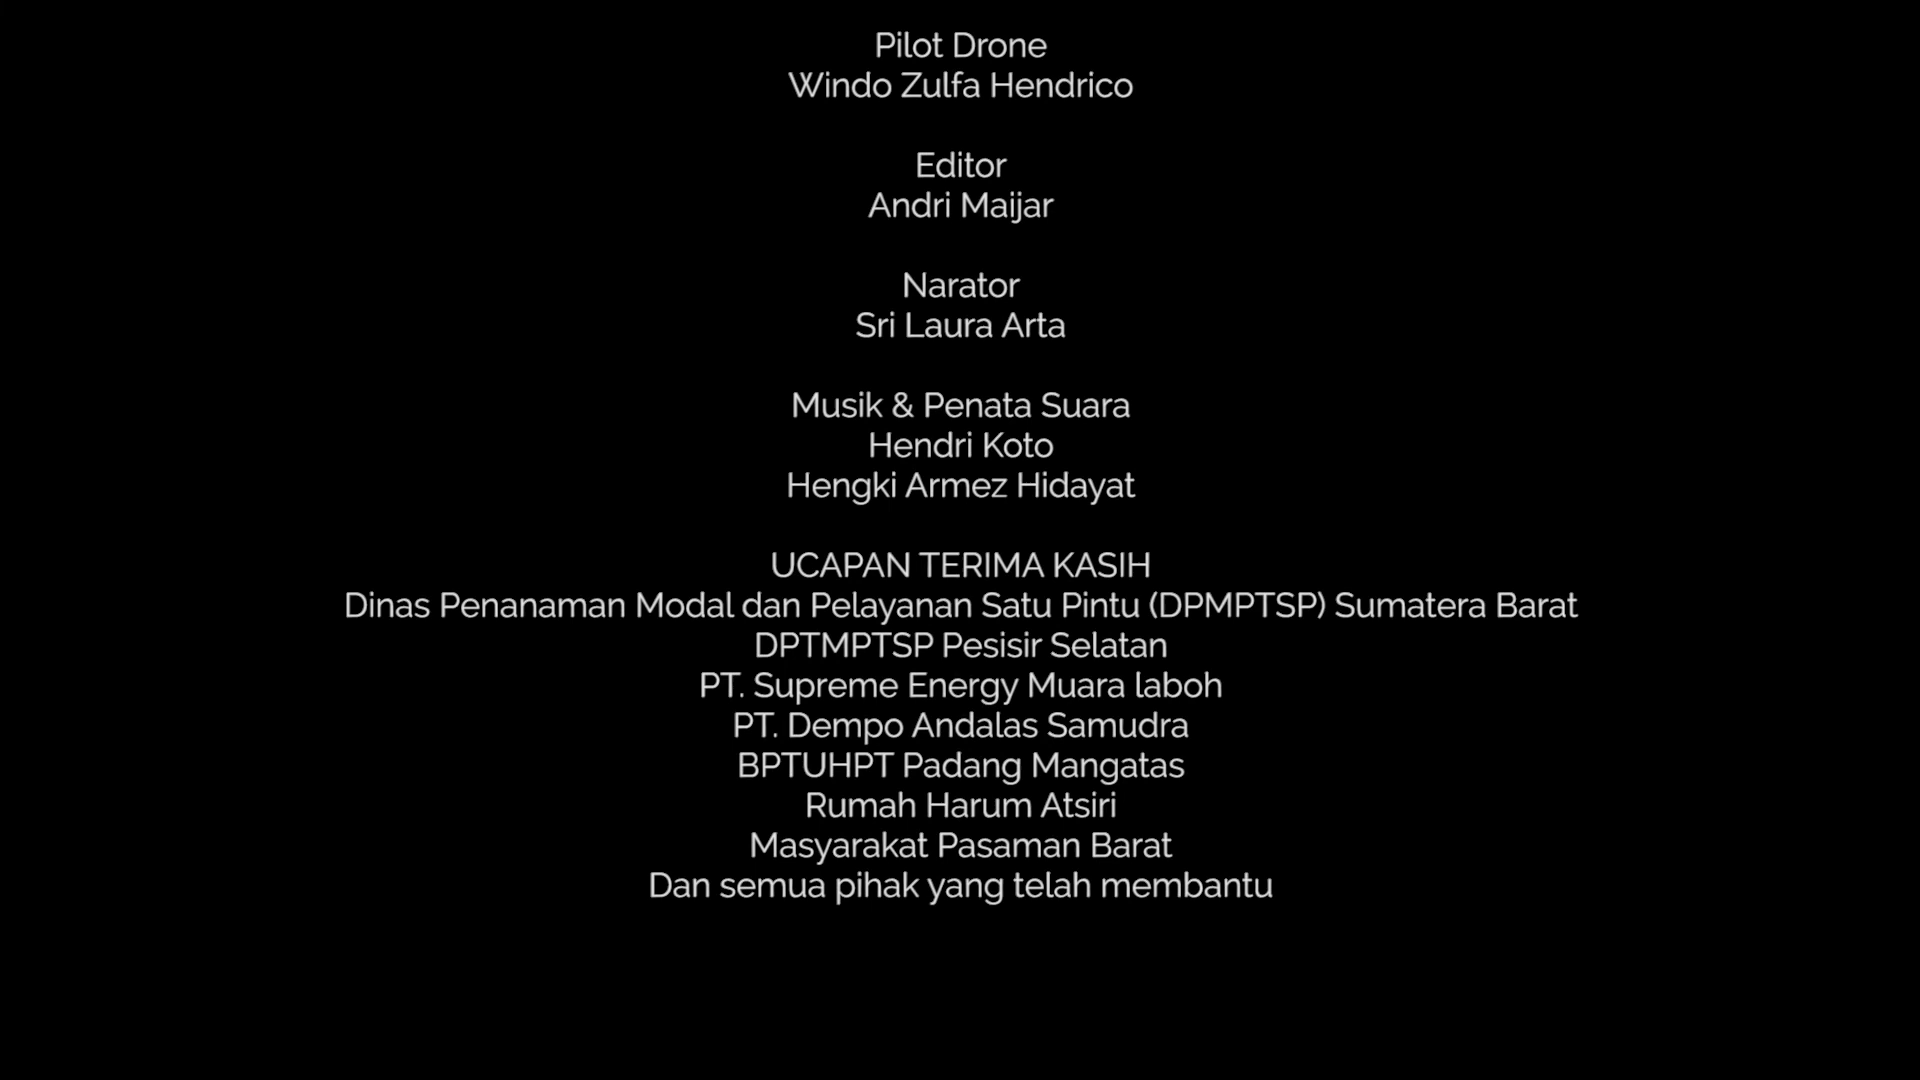 Pilot Drone
Windo Zulfa Hendrico
Editor
Andri Maijar
Narator
Sri Laura Arta
Musik & Penata Suara
Hendri Koto
Hengki Armez Hidayat
UCAPAN TERIMA KASIH
Dinas Penanaman Modal dan Pelayanan Satu Pintu (DPMPTSP) Sumatera Barat
DPTMPTSP Pesisir Selatan
PT. Supreme Energy Muara laboh
PT. Dempo Andalas Samudra
BPTUHPT Padang Mangatas
Rumah Harum Atsiri
Masyarakat Pasaman Barat
Dan semua pihak yang telah membantu